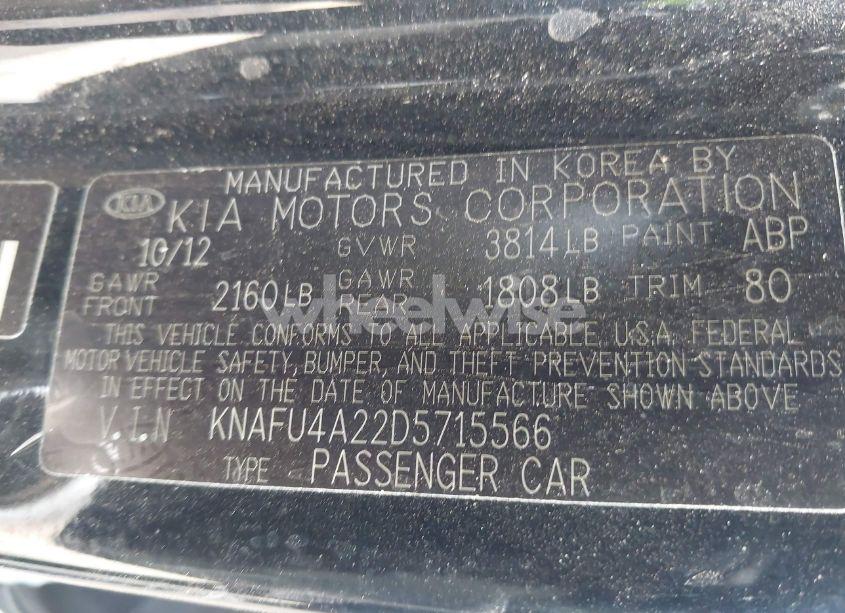 MANUFACTURED IN KOREA BY
KIA KIA MOTORS CORPORATION
10/12 GVWR 3814LB PAINT ABP
GAWR FRONT 2160LB GAWR REAR 1808LB TRIM 80
THIS VEHICLE CONFORMS TO ALL APPLICABLE U.S.A. FEDERAL
MOTOR VEHICLE SAFETY, BUMPER, AND THEFT PREVENTION STANDARDS
IN EFFECT ON THE DATE OF MANUFACTURE SHOWN ABOVE
V.I.N KNAFU4A22D5715566
TYPE PASSENGER CAR
wheelwise